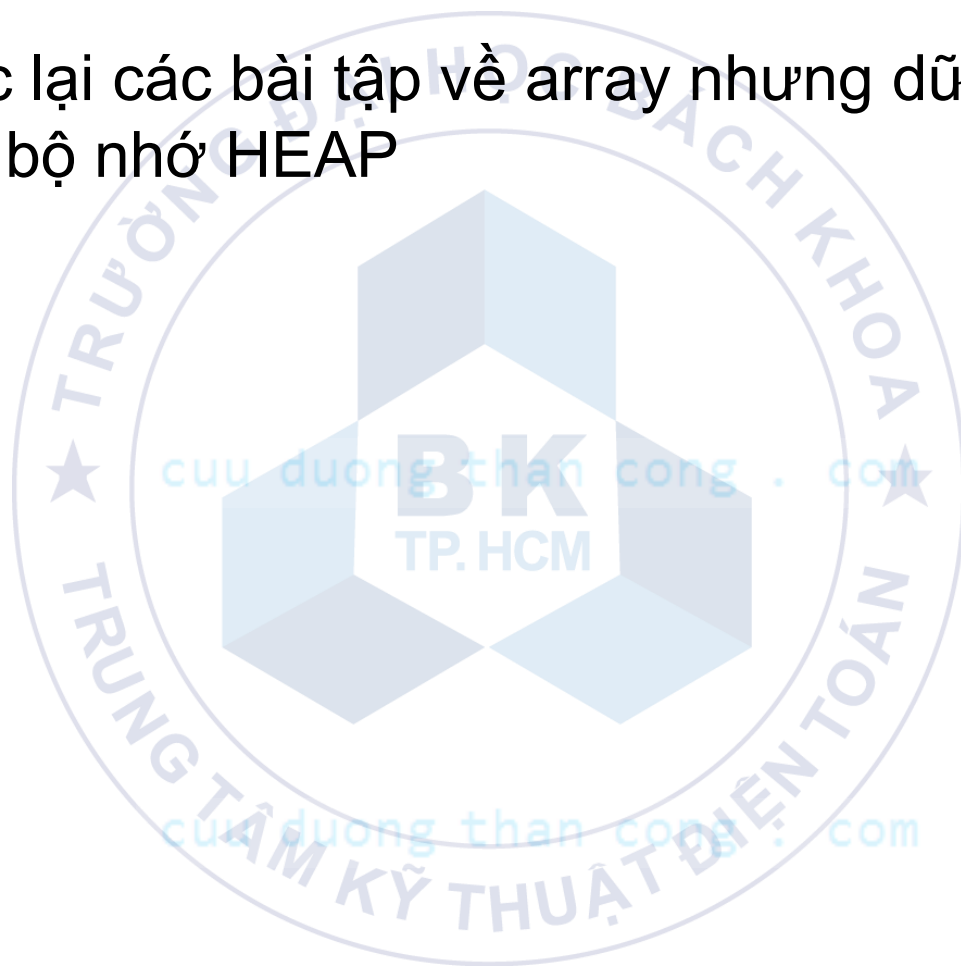 c lại các bài tập về array nhưng dữ
bộ nhớ HEAP
TRƯỜNG ĐẠI HỌC BÁCH KHOA
BK
TP. HCM
cuu duong than cong . com
cuu duong than cong . com
TRUNG TÂM KỸ THUẬT ĐIỆN TOÁN